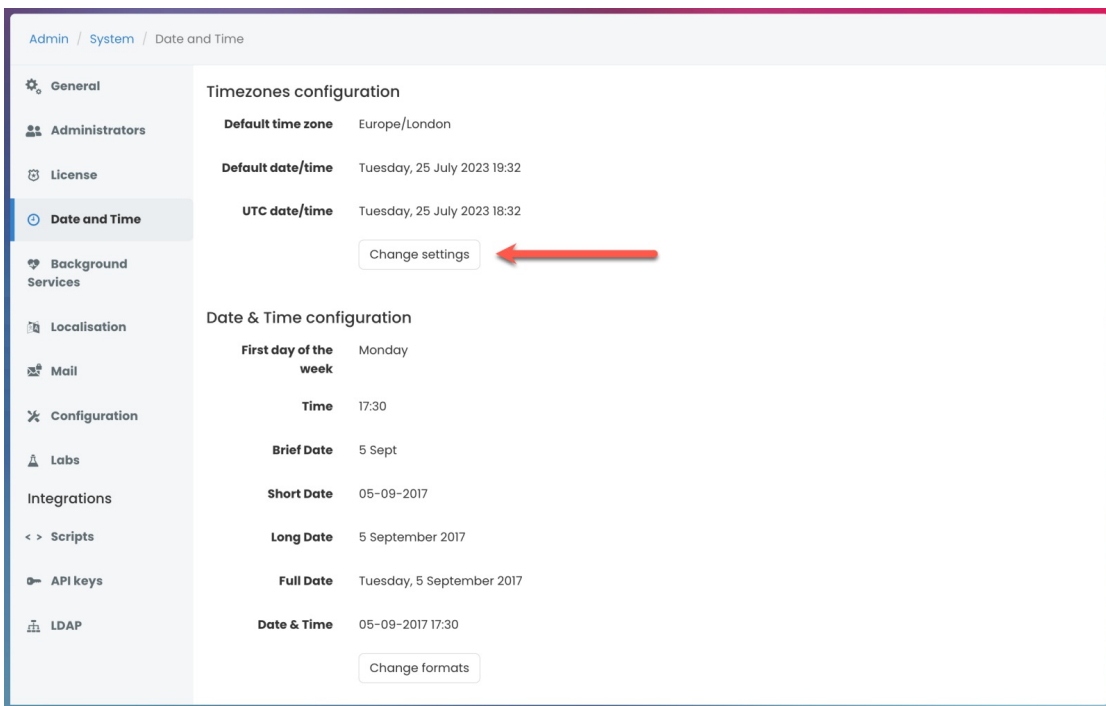 Admin / System / Date and Time
General
Administrators
License
Date and Time
Background
Services
Localisation
Mail
Configuration
Labs
Integrations
Scripts
API keys
LDAP
Timezones configuration
Default time zone Europe/London
Default date/time Tuesday, 25 July 2023 19:32
UTC date/time Tuesday, 25 July 2023 18:32
Change settings
Date & Time configuration
First day of the Monday
week
Time 17:30
Brief Date 5 Sept
Short Date 05-09-2017
Long Date 5 September 2017
Full Date Tuesday, 5 September 2017
Date & Time 05-09-2017 17:30
Change formats